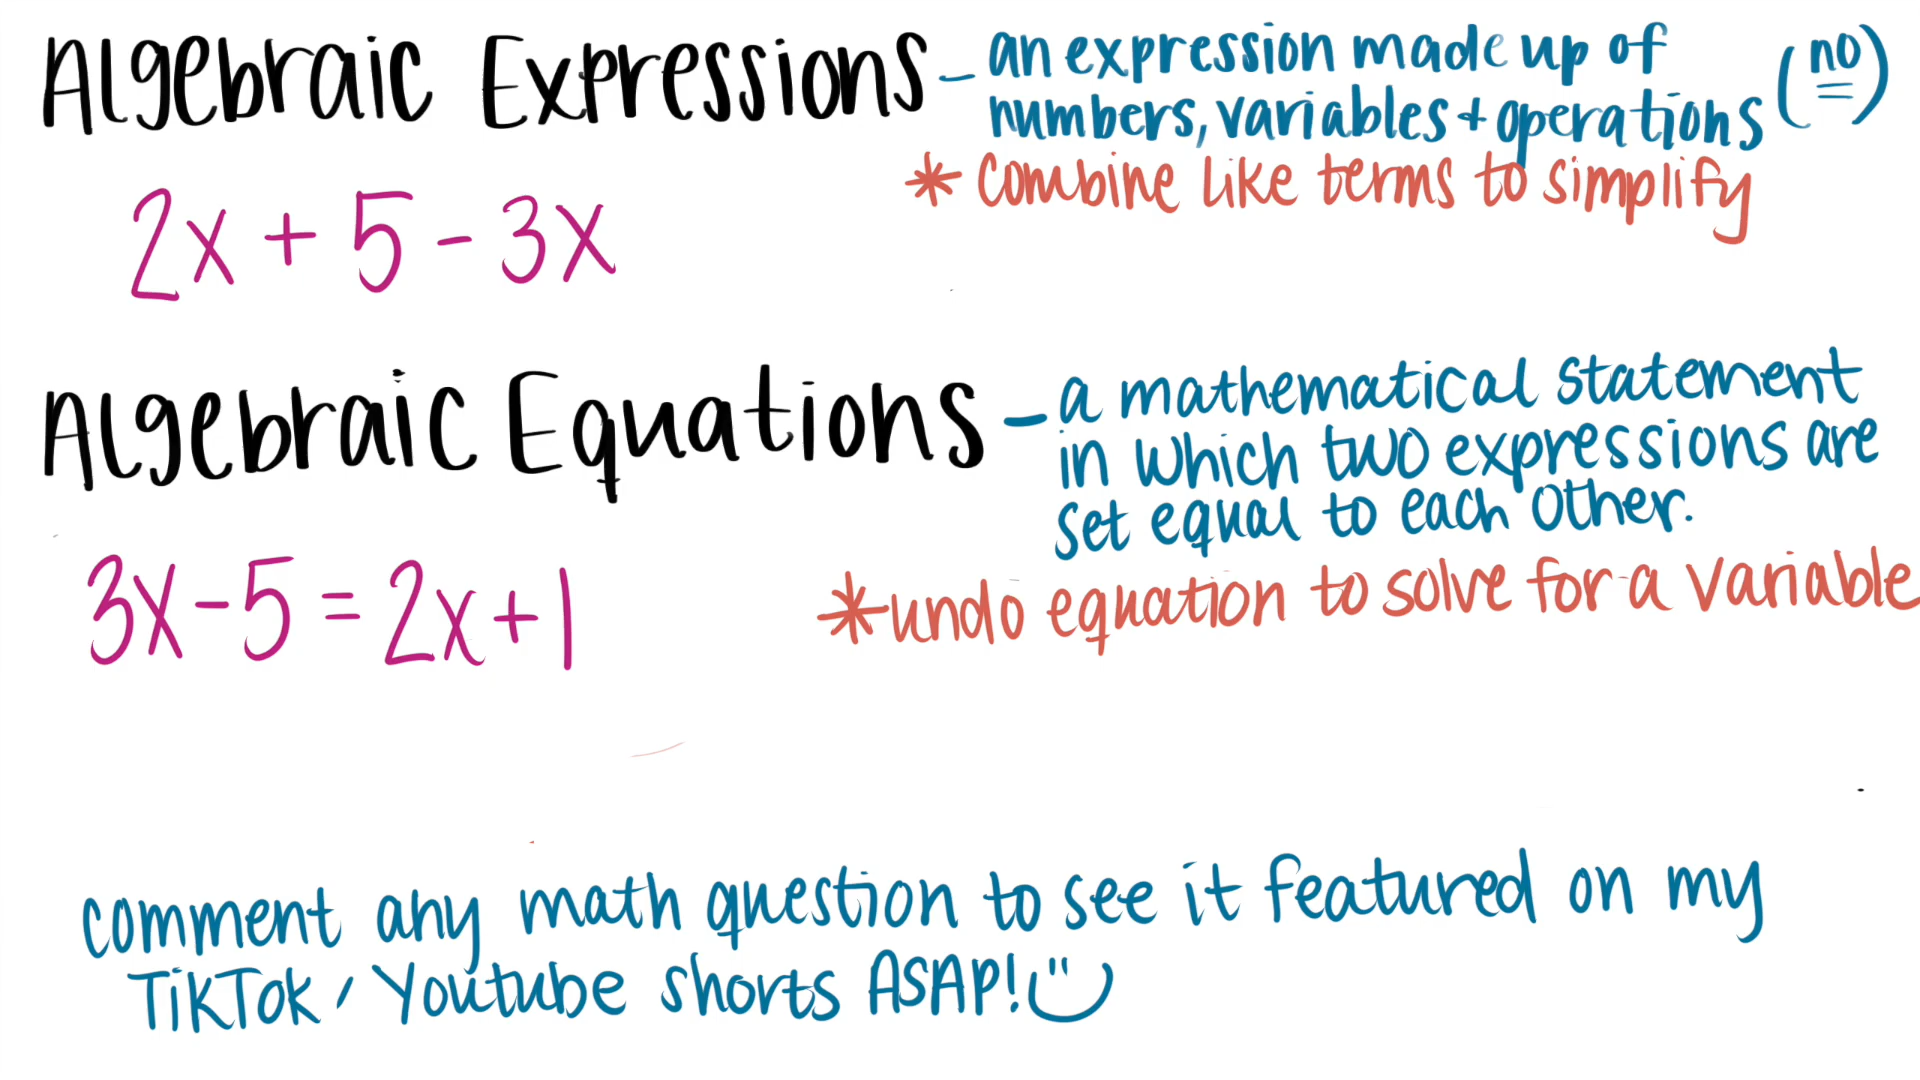 Algebraic Expressions - an expression made up of
numbers, variables + operations (no =)
* combine like terms to simplify
2x + 5 - 3x
Algebraic Equations - a mathematical statement
in which two expressions are
set equal to each other.
* undo equation to solve for a variable
3x - 5 = 2x + 1
comment any math question to see it featured on my
TikTok / Youtube shorts ASAP!